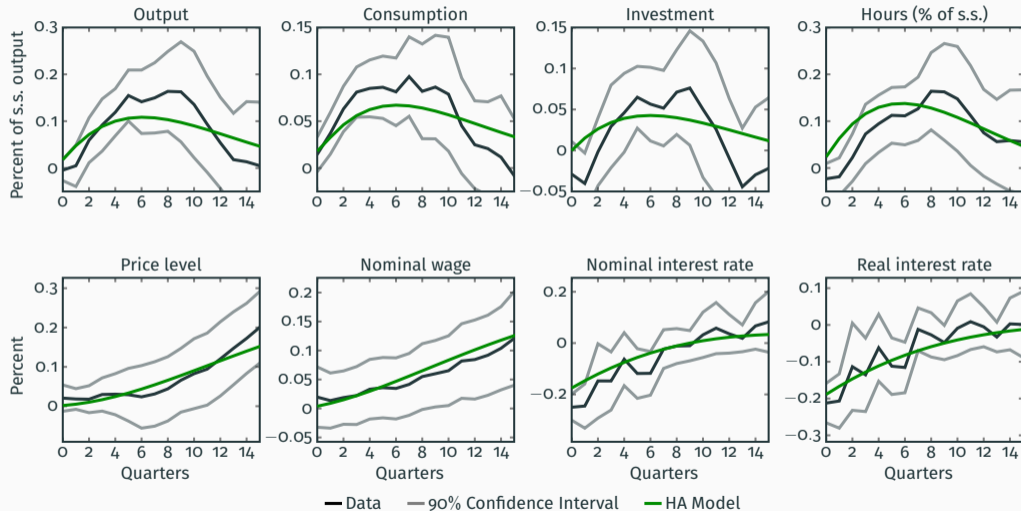 Output
Consumption
Investment
Hours (% of s.s.)
Percent of s.s. output
0.3
0.2
0.1
0
0 2 4 6 8 10 12 14
0.15
0.1
0.05
0
0 2 4 6 8 10 12 14
0.15
0.1
0.05
0
−0.05
0 2 4 6 8 10 12 14
0.3
0.2
0.1
0
0 2 4 6 8 10 12 14
Price level
Nominal wage
Nominal interest rate
Real interest rate
Percent
0.3
0.2
0.1
0
0 2 4 6 8 10 12 14
Quarters
0.2
0.15
0.1
0.05
0
−0.05
0 2 4 6 8 10 12 14
Quarters
0.2
0
−0.2
0 2 4 6 8 10 12 14
Quarters
0.1
0
−0.1
−0.2
−0.3
0 2 4 6 8 10 12 14
Quarters
Data 90% Confidence Interval HA Model